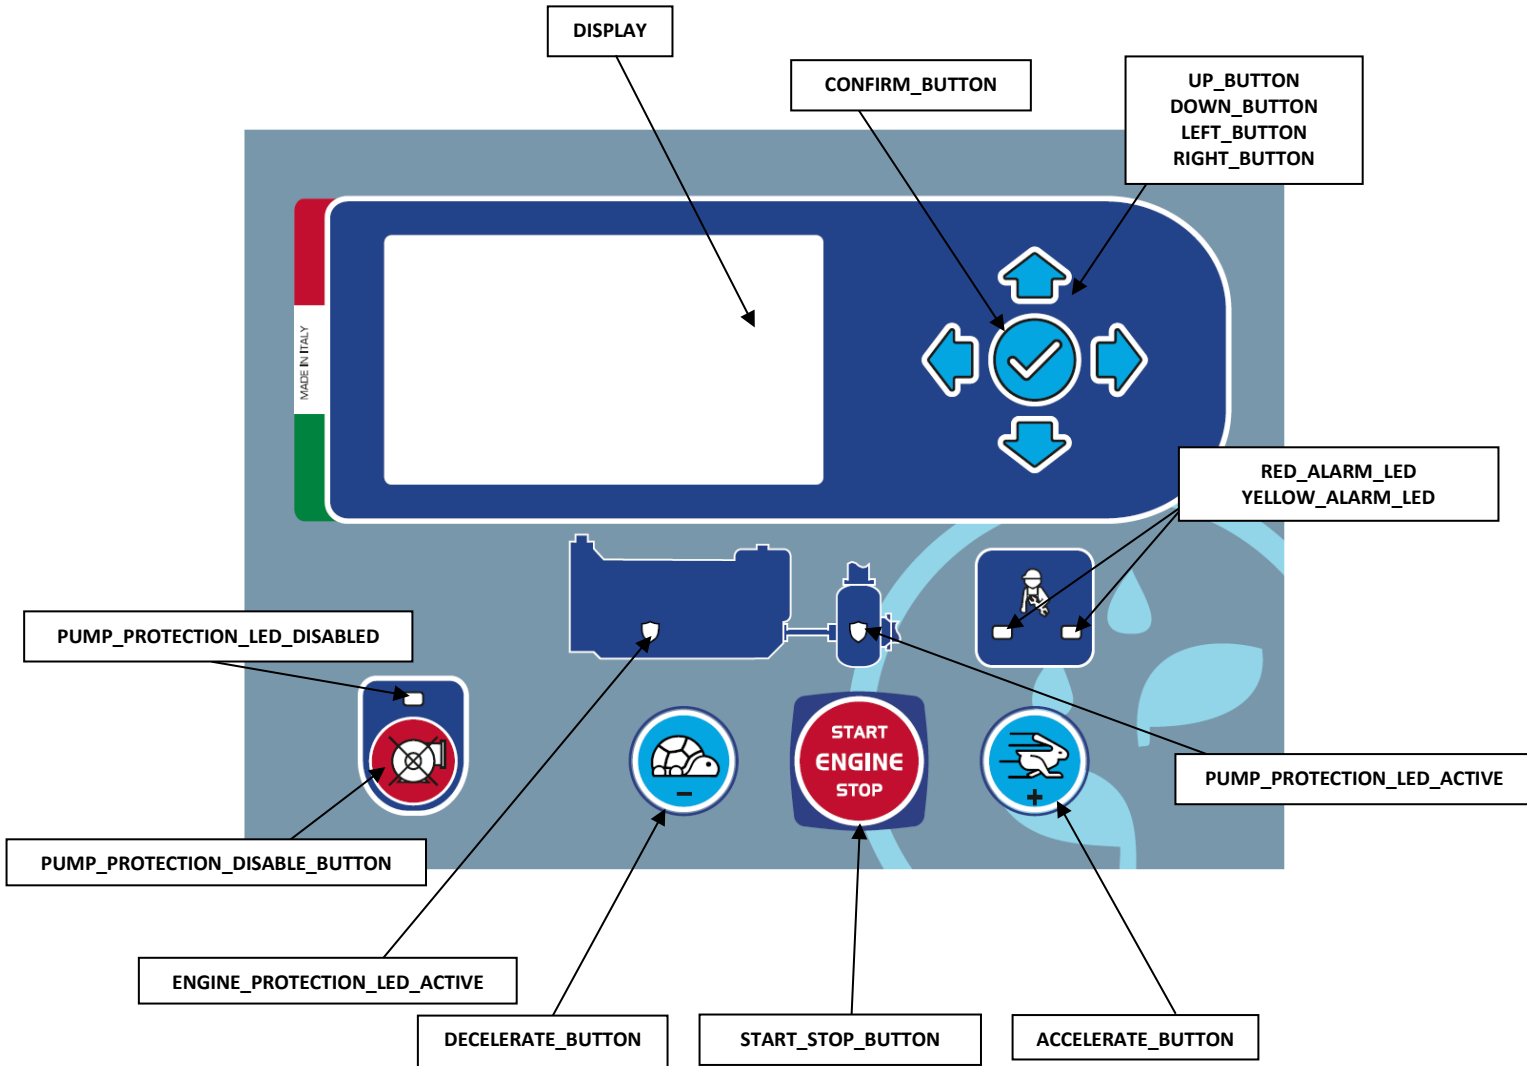 DISPLAY
CONFIRM_BUTTON
UP_BUTTON
DOWN_BUTTON
LEFT_BUTTON
RIGHT_BUTTON
MADE IN ITALY
RED_ALARM_LED
YELLOW_ALARM_LED
PUMP_PROTECTION_LED_DISABLED
START
ENGINE
STOP
-
+
PUMP_PROTECTION_LED_ACTIVE
PUMP_PROTECTION_DISABLE_BUTTON
ENGINE_PROTECTION_LED_ACTIVE
DECELERATE_BUTTON
START_STOP_BUTTON
ACCELERATE_BUTTON